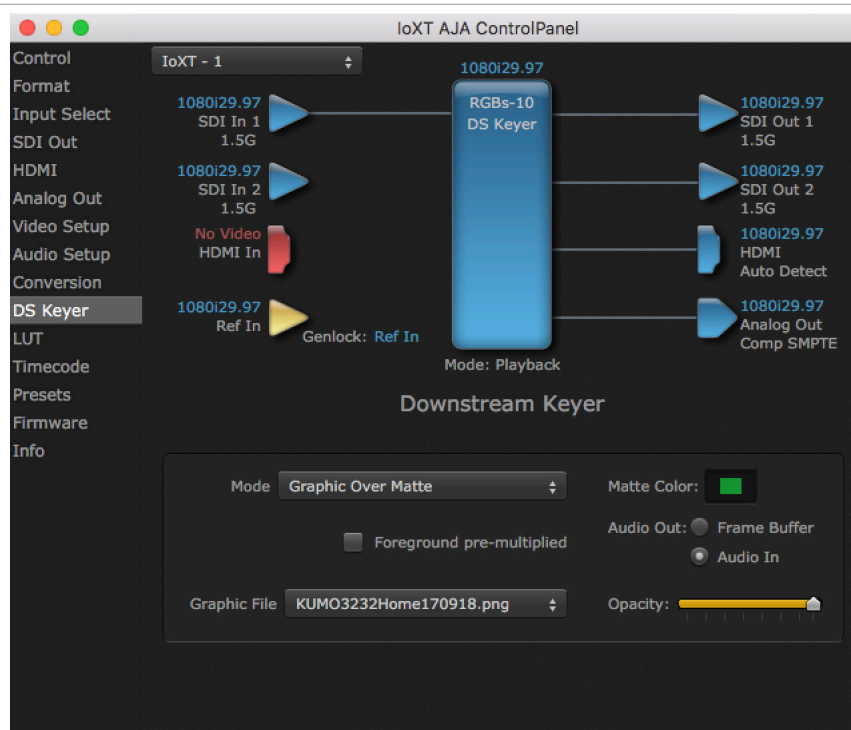 IoXT AJA ControlPanel
Control
Format
Input Select
SDI Out
HDMI
Analog Out
Video Setup
Audio Setup
Conversion
DS Keyer
LUT
Timecode
Presets
Firmware
Info
IoXT - 1
1080i29.97
RGBs-10
DS Keyer
1080i29.97
SDI In 1
1.5G
1080i29.97
SDI In 2
1.5G
No Video
HDMI In
1080i29.97
Ref In
Genlock: Ref In
1080i29.97
SDI Out 1
1.5G
1080i29.97
SDI Out 2
1.5G
1080i29.97
HDMI
Auto Detect
1080i29.97
Analog Out
Comp SMPTE
Mode: Playback
Downstream Keyer
Mode Graphic Over Matte
Matte Color:
Foreground pre-multiplied
Audio Out: Frame Buffer
Audio In
Graphic File KUMO3232Home170918.png
Opacity: